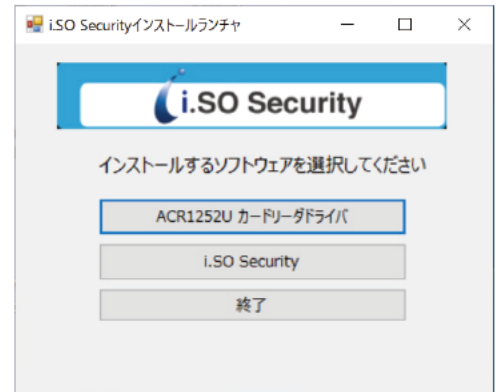 i.SO Securityインストールランチャ
i.SO Security
インストールするソフトウェアを選択してください
ACR1252U カードリーダドライバ
i.SO Security
終了